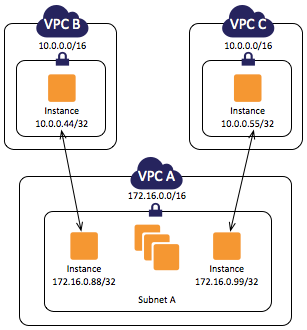 VPC B
VPC C
10.0.0.0/16
10.0.0.0/16
Instance
10.0.0.44/32
Instance
10.0.0.55/32
VPC A
172.16.0.0/16
Instance
172.16.0.88/32
Instance
172.16.0.99/32
Subnet A